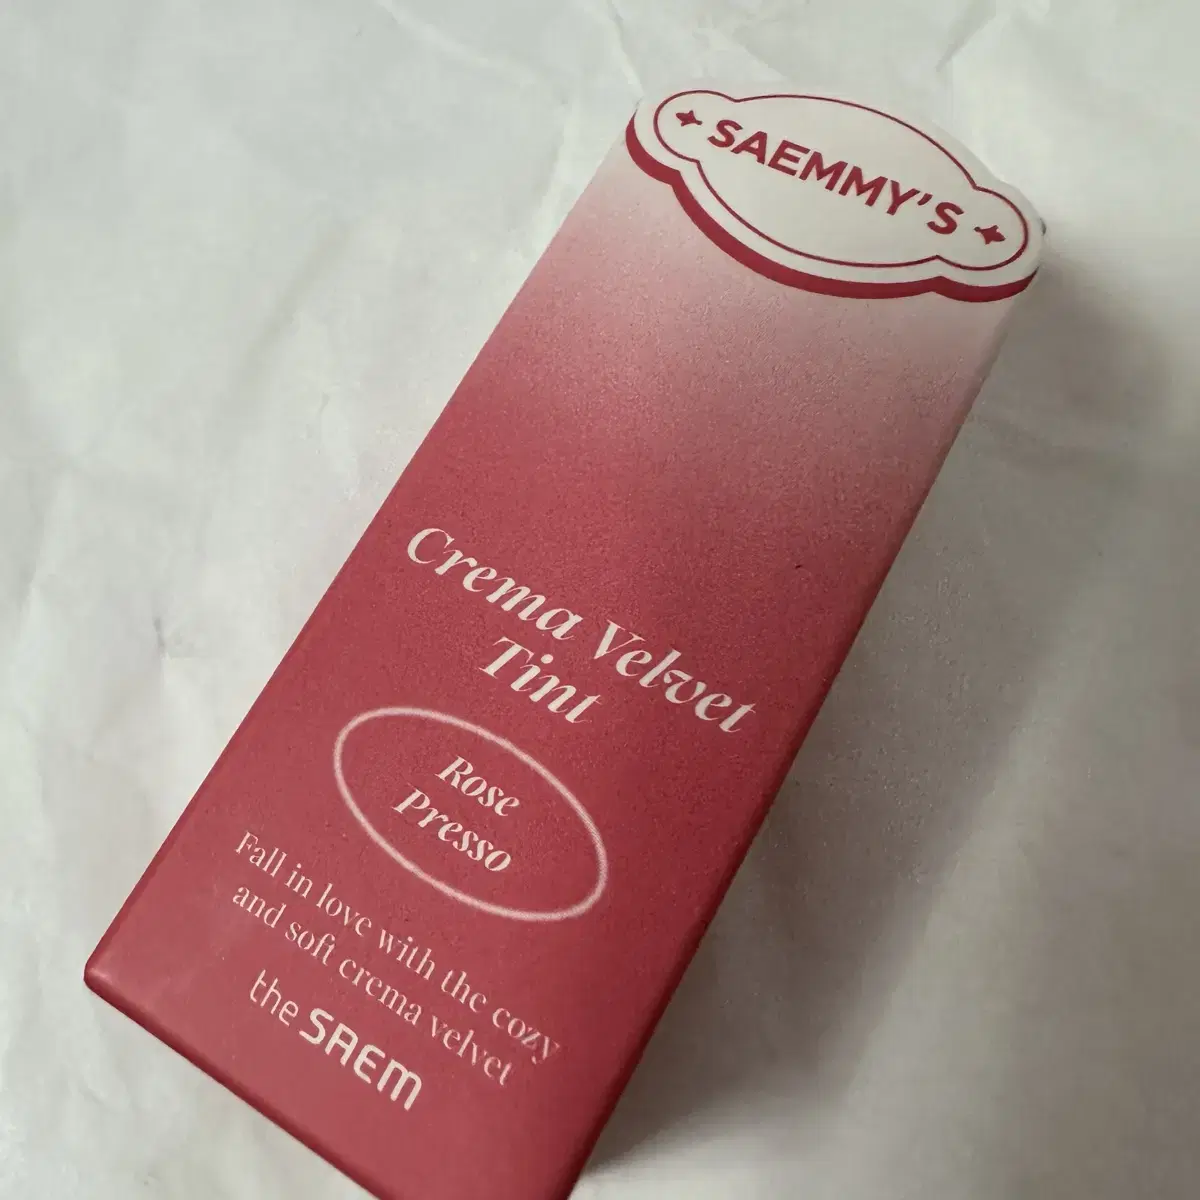 SAEMMY'S
Crema Velvet
Tint
Rose
Presso
Fall in love with the cozy
and soft crema velvet
the SAEM